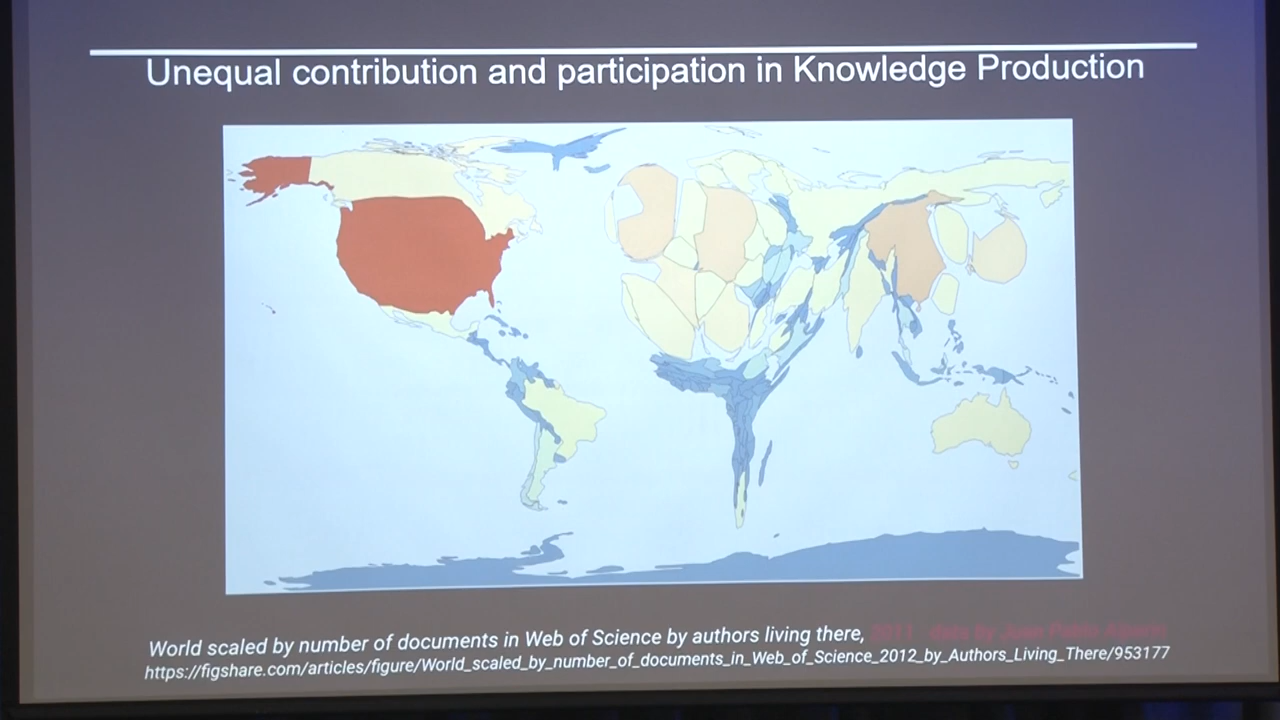 Unequal contribution and participation in Knowledge Production
World scaled by number of documents in Web of Science by authors living there, 2011 data by Juan Pablo Alperin
https://figshare.com/articles/figure/World_scaled_by_number_of_documents_in_Web_of_Science_2012_by_Authors_Living_There/953177